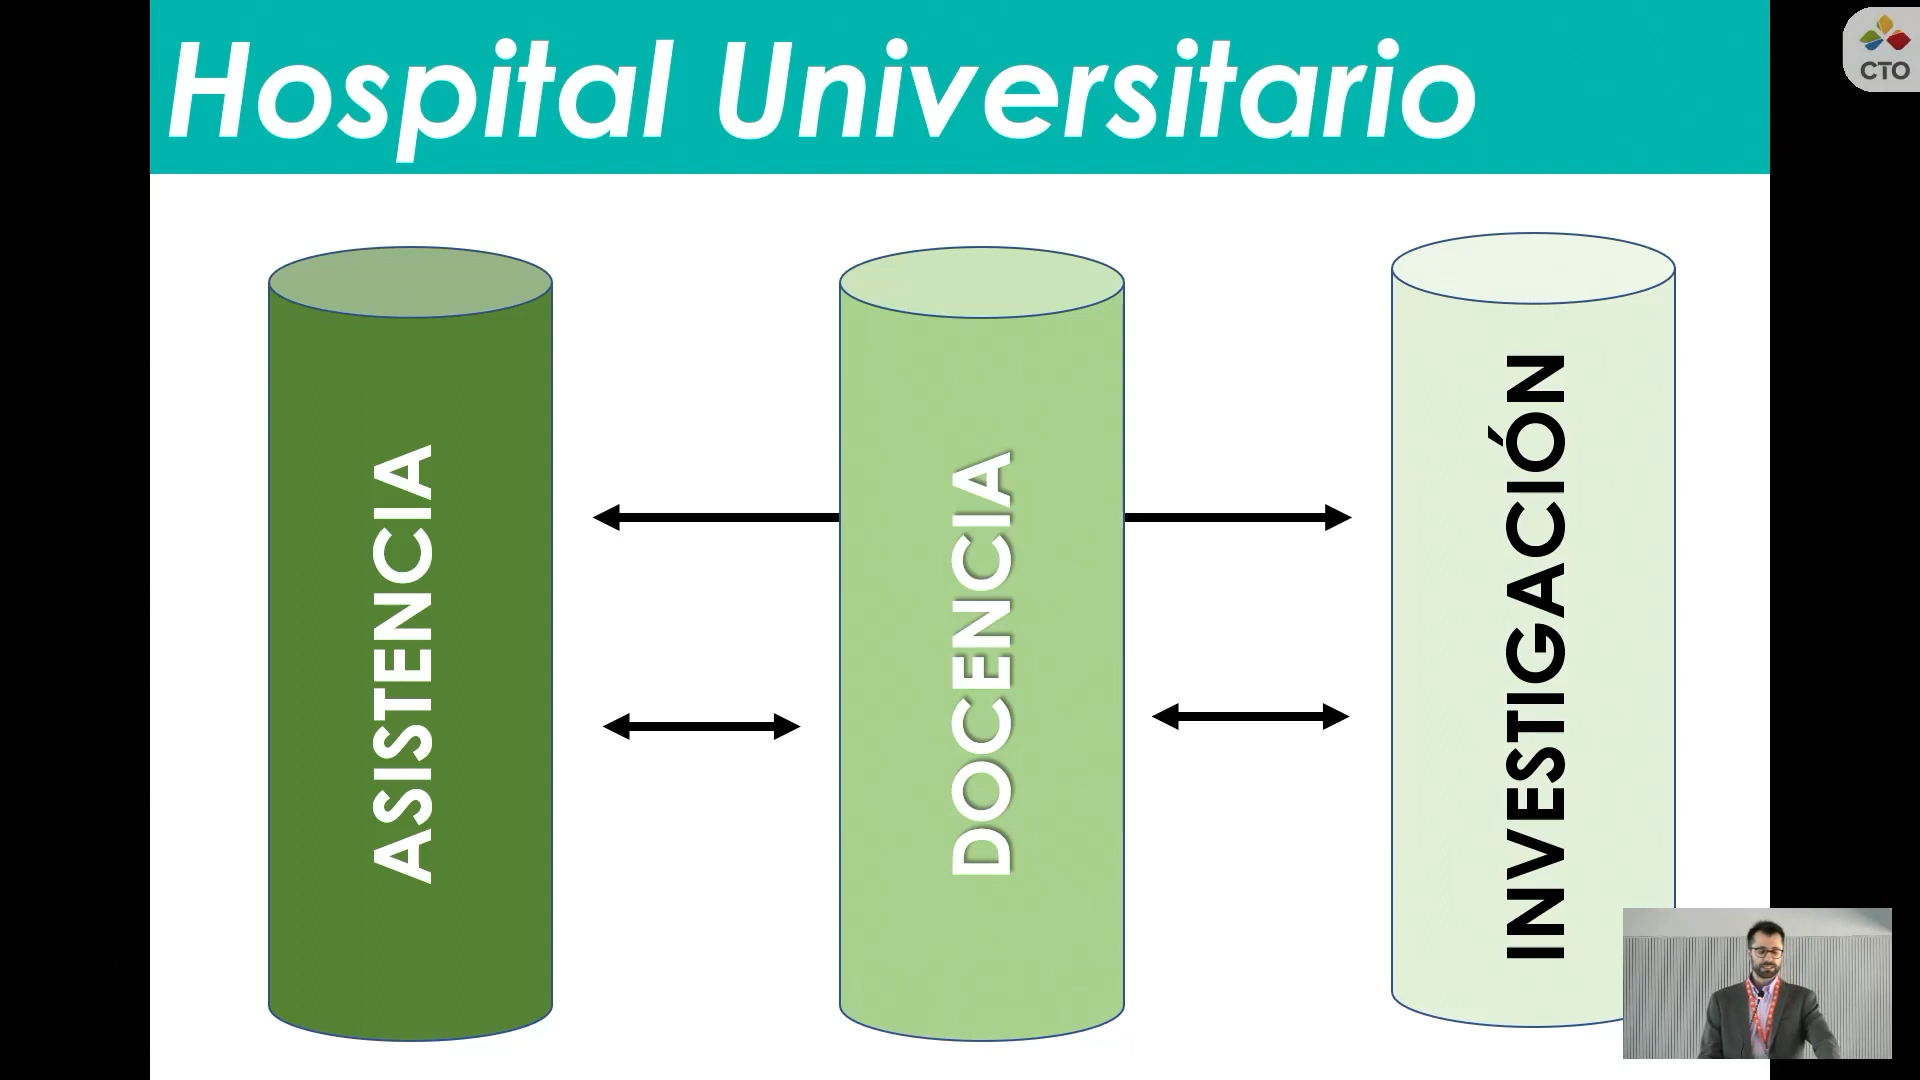 Hospital Universitario
CTO
ASISTENCIA
DOCENCIA
INVESTIGACIÓN